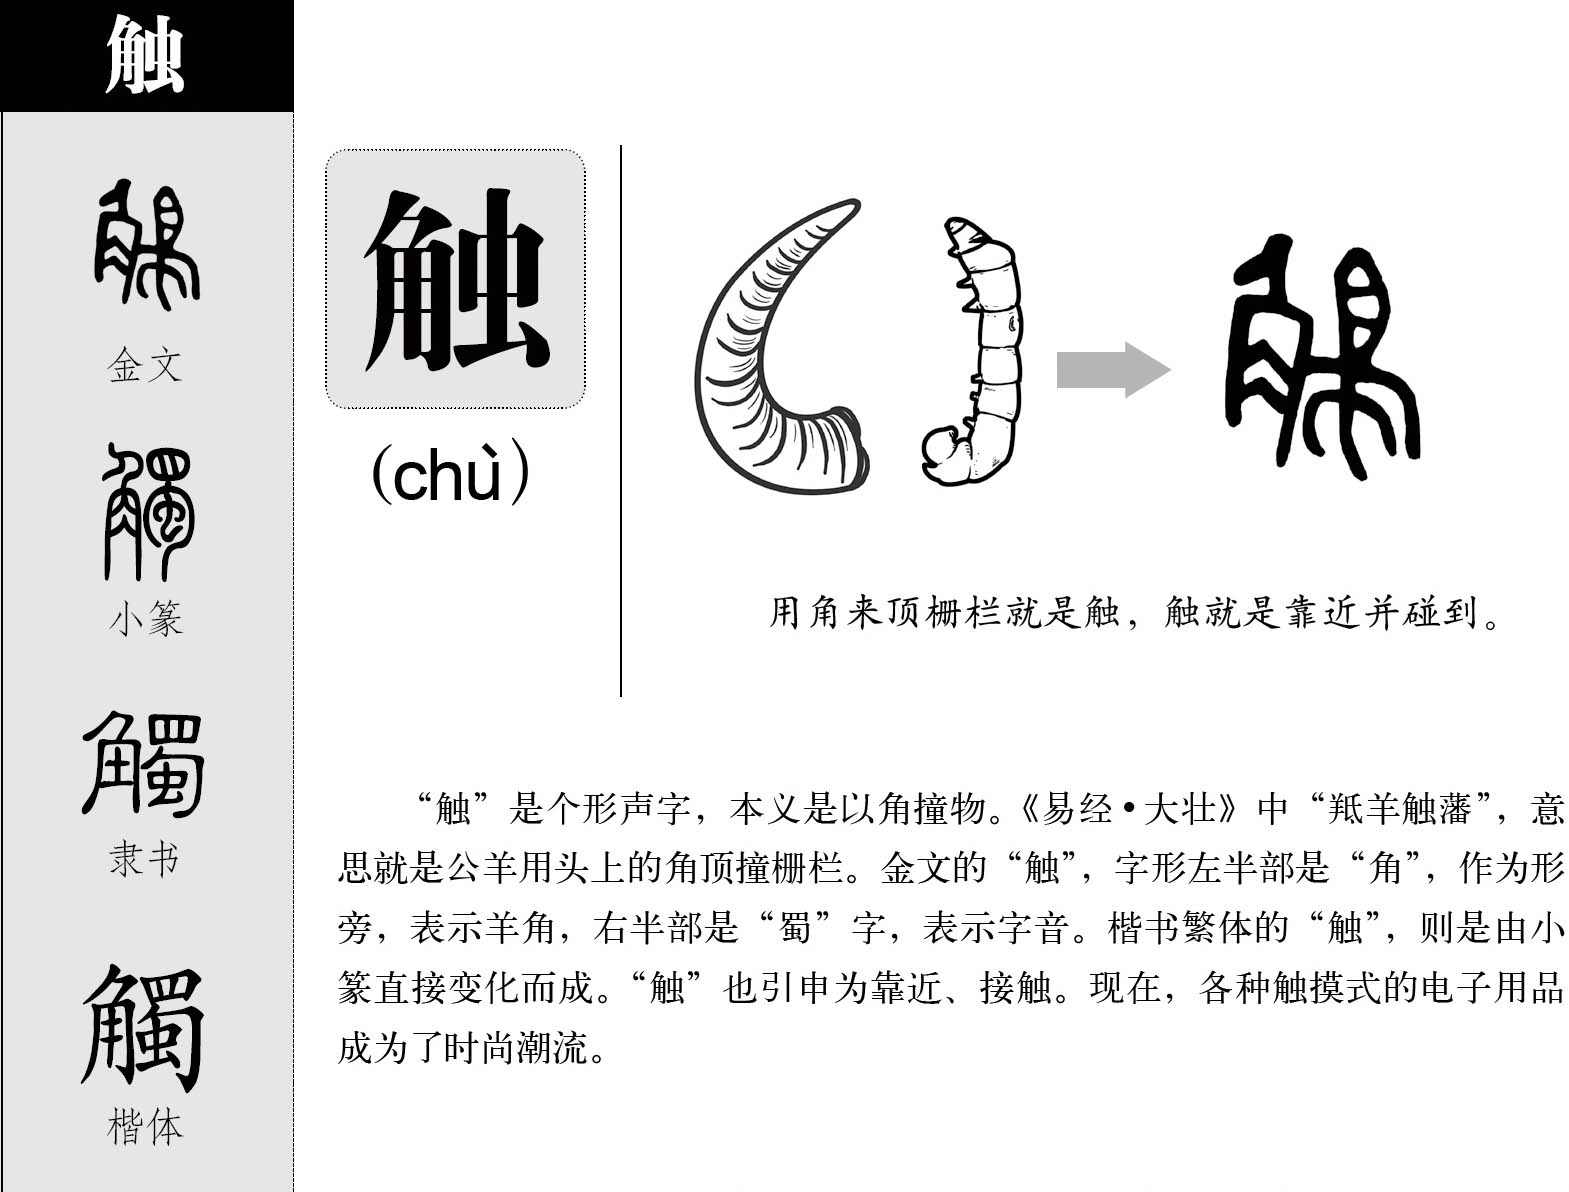 触
金文
小篆
隶书
楷体
触
(chù)
用角来顶栅栏就是触，触就是靠近并碰到。
“触”是个形声字，本义是以角撞物。《易经•大壮》中“羝羊触藩”，意
思就是公羊用头上的角顶撞栅栏。金文的“触”，字形左半部是“角”，作为形
旁，表示羊角，右半部是“蜀”字，表示字音。楷书繁体的“触”，则是由小
篆直接变化而成。“触”也引申为靠近、接触。现在，各种触摸式的电子用品
成为了时尚潮流。